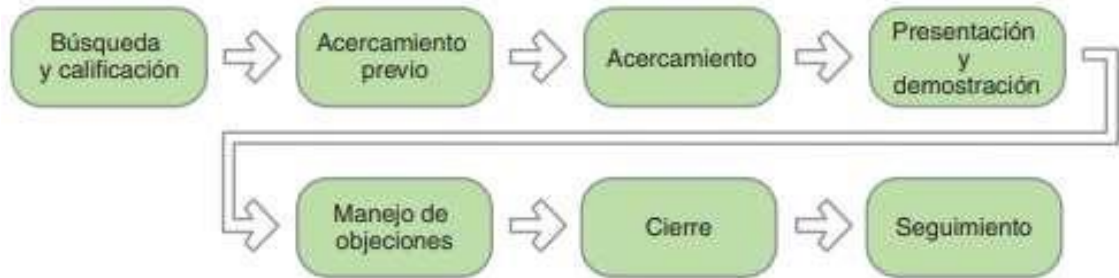 Búsqueda
y calificación
Acercamiento
previo
Acercamiento
Presentación
y
demostración
Manejo de
objeciones
Cierre
Seguimiento